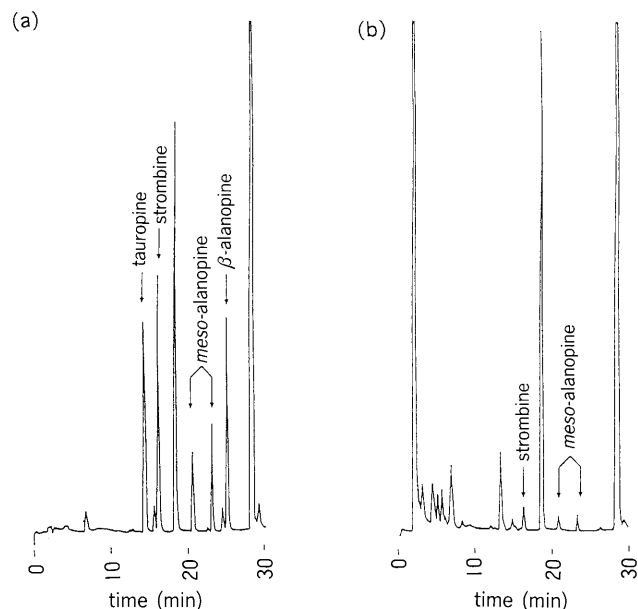 (a)
tauropine
strombine
meso-alanopine
β-alanopine
0
10
20
30
time (min)
(b)
strombine
meso-alanopine
0
10
20
30
time (min)